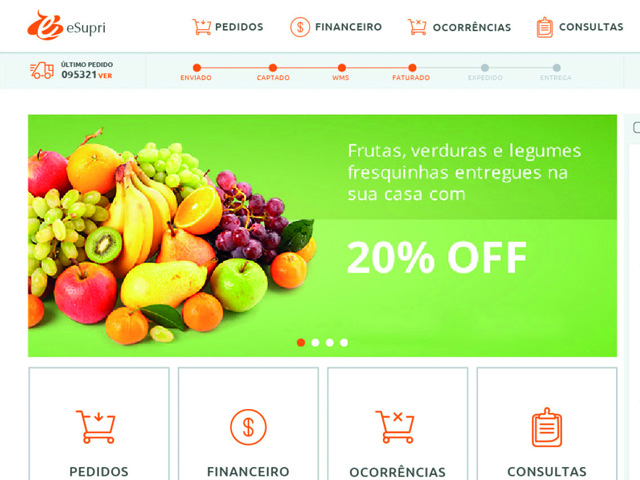 eSupri
PEDIDOS
FINANCEIRO
OCORRÊNCIAS
CONSULTAS
ÚLTIMO PEDIDO
095321 VER
ENVIADO
CAPTADO
WMS
FATURADO
EXPEDIDO
ENTREGA
Frutas, verduras e legumes
fresquinhas entregues na
sua casa com
20% OFF
PEDIDOS
FINANCEIRO
OCORRÊNCIAS
CONSULTAS